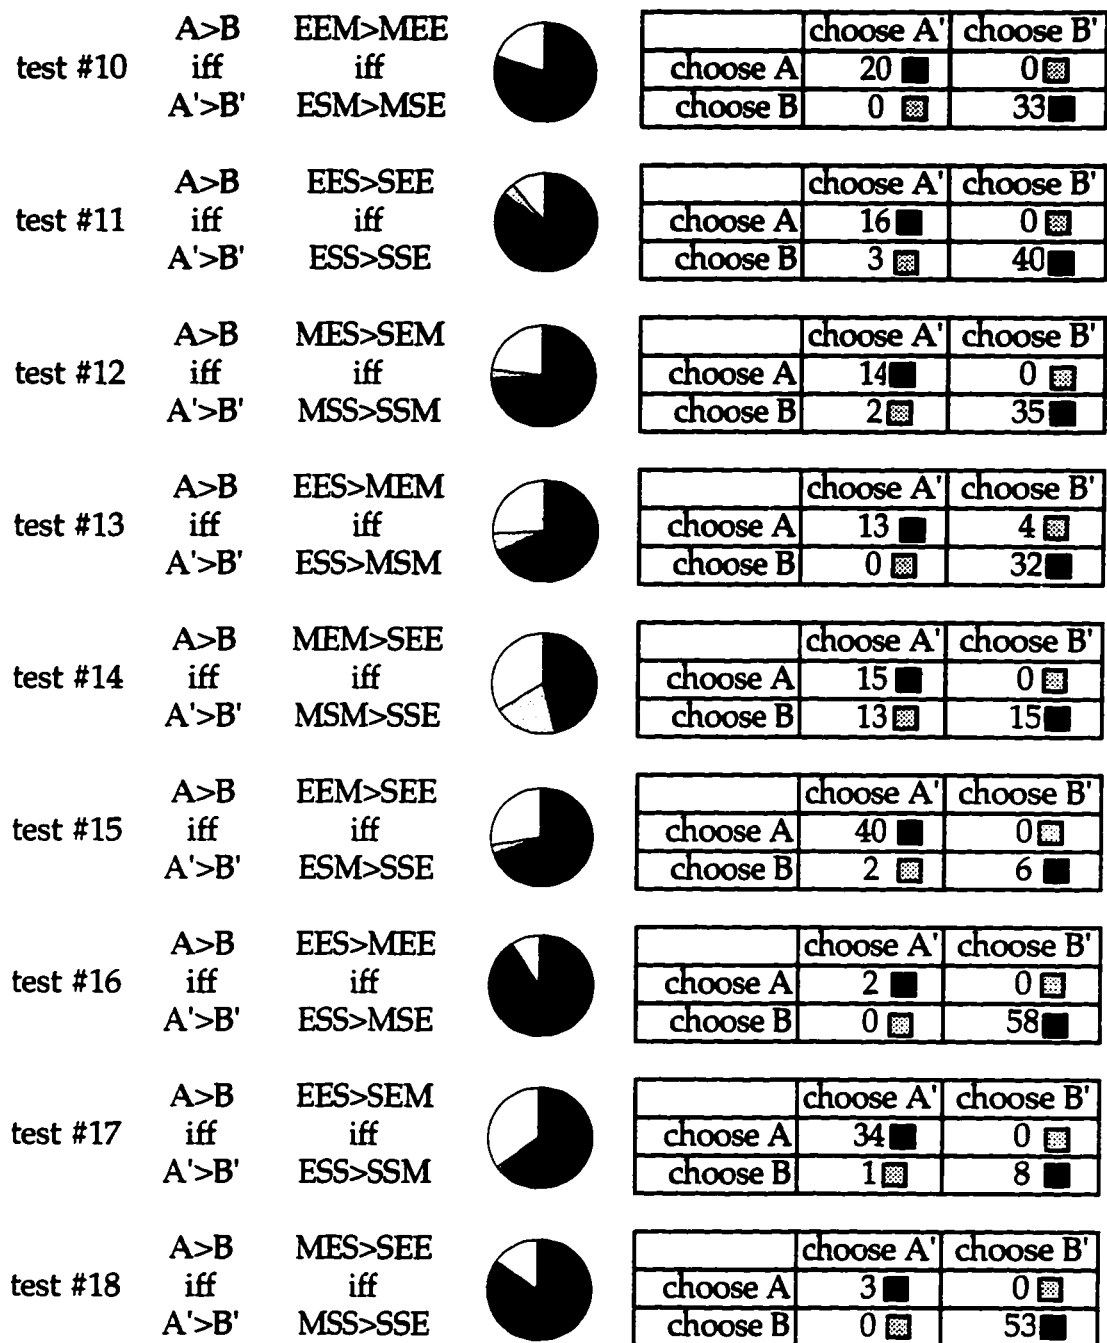 A>B EEM>MEE choose A' choose B'
test #10 iff iff choose A 20 0
A'>B' ESM>MSE choose B 0 33
A>B EES>SEE choose A' choose B'
test #11 iff iff choose A 16 0
A'>B' ESS>SSE choose B 3 40
A>B MES>SEM choose A' choose B'
test #12 iff iff choose A 14 0
A'>B' MSS>SSM choose B 2 35
A>B EES>MEM choose A' choose B'
test #13 iff iff choose A 13 4
A'>B' ESS>MSM choose B 0 32
A>B MEM>SEE choose A' choose B'
test #14 iff iff choose A 15 0
A'>B' MSM>SSE choose B 13 15
A>B EEM>SEE choose A' choose B'
test #15 iff iff choose A 40 0
A'>B' ESM>SSE choose B 2 6
A>B EES>MEE choose A' choose B'
test #16 iff iff choose A 2 0
A'>B' ESS>MSE choose B 0 58
A>B EES>SEM choose A' choose B'
test #17 iff iff choose A 34 0
A'>B' ESS>SSM choose B 1 8
A>B MES>SEE choose A' choose B'
test #18 iff iff choose A 3 0
A'>B' MSS>SSE choose B 0 53